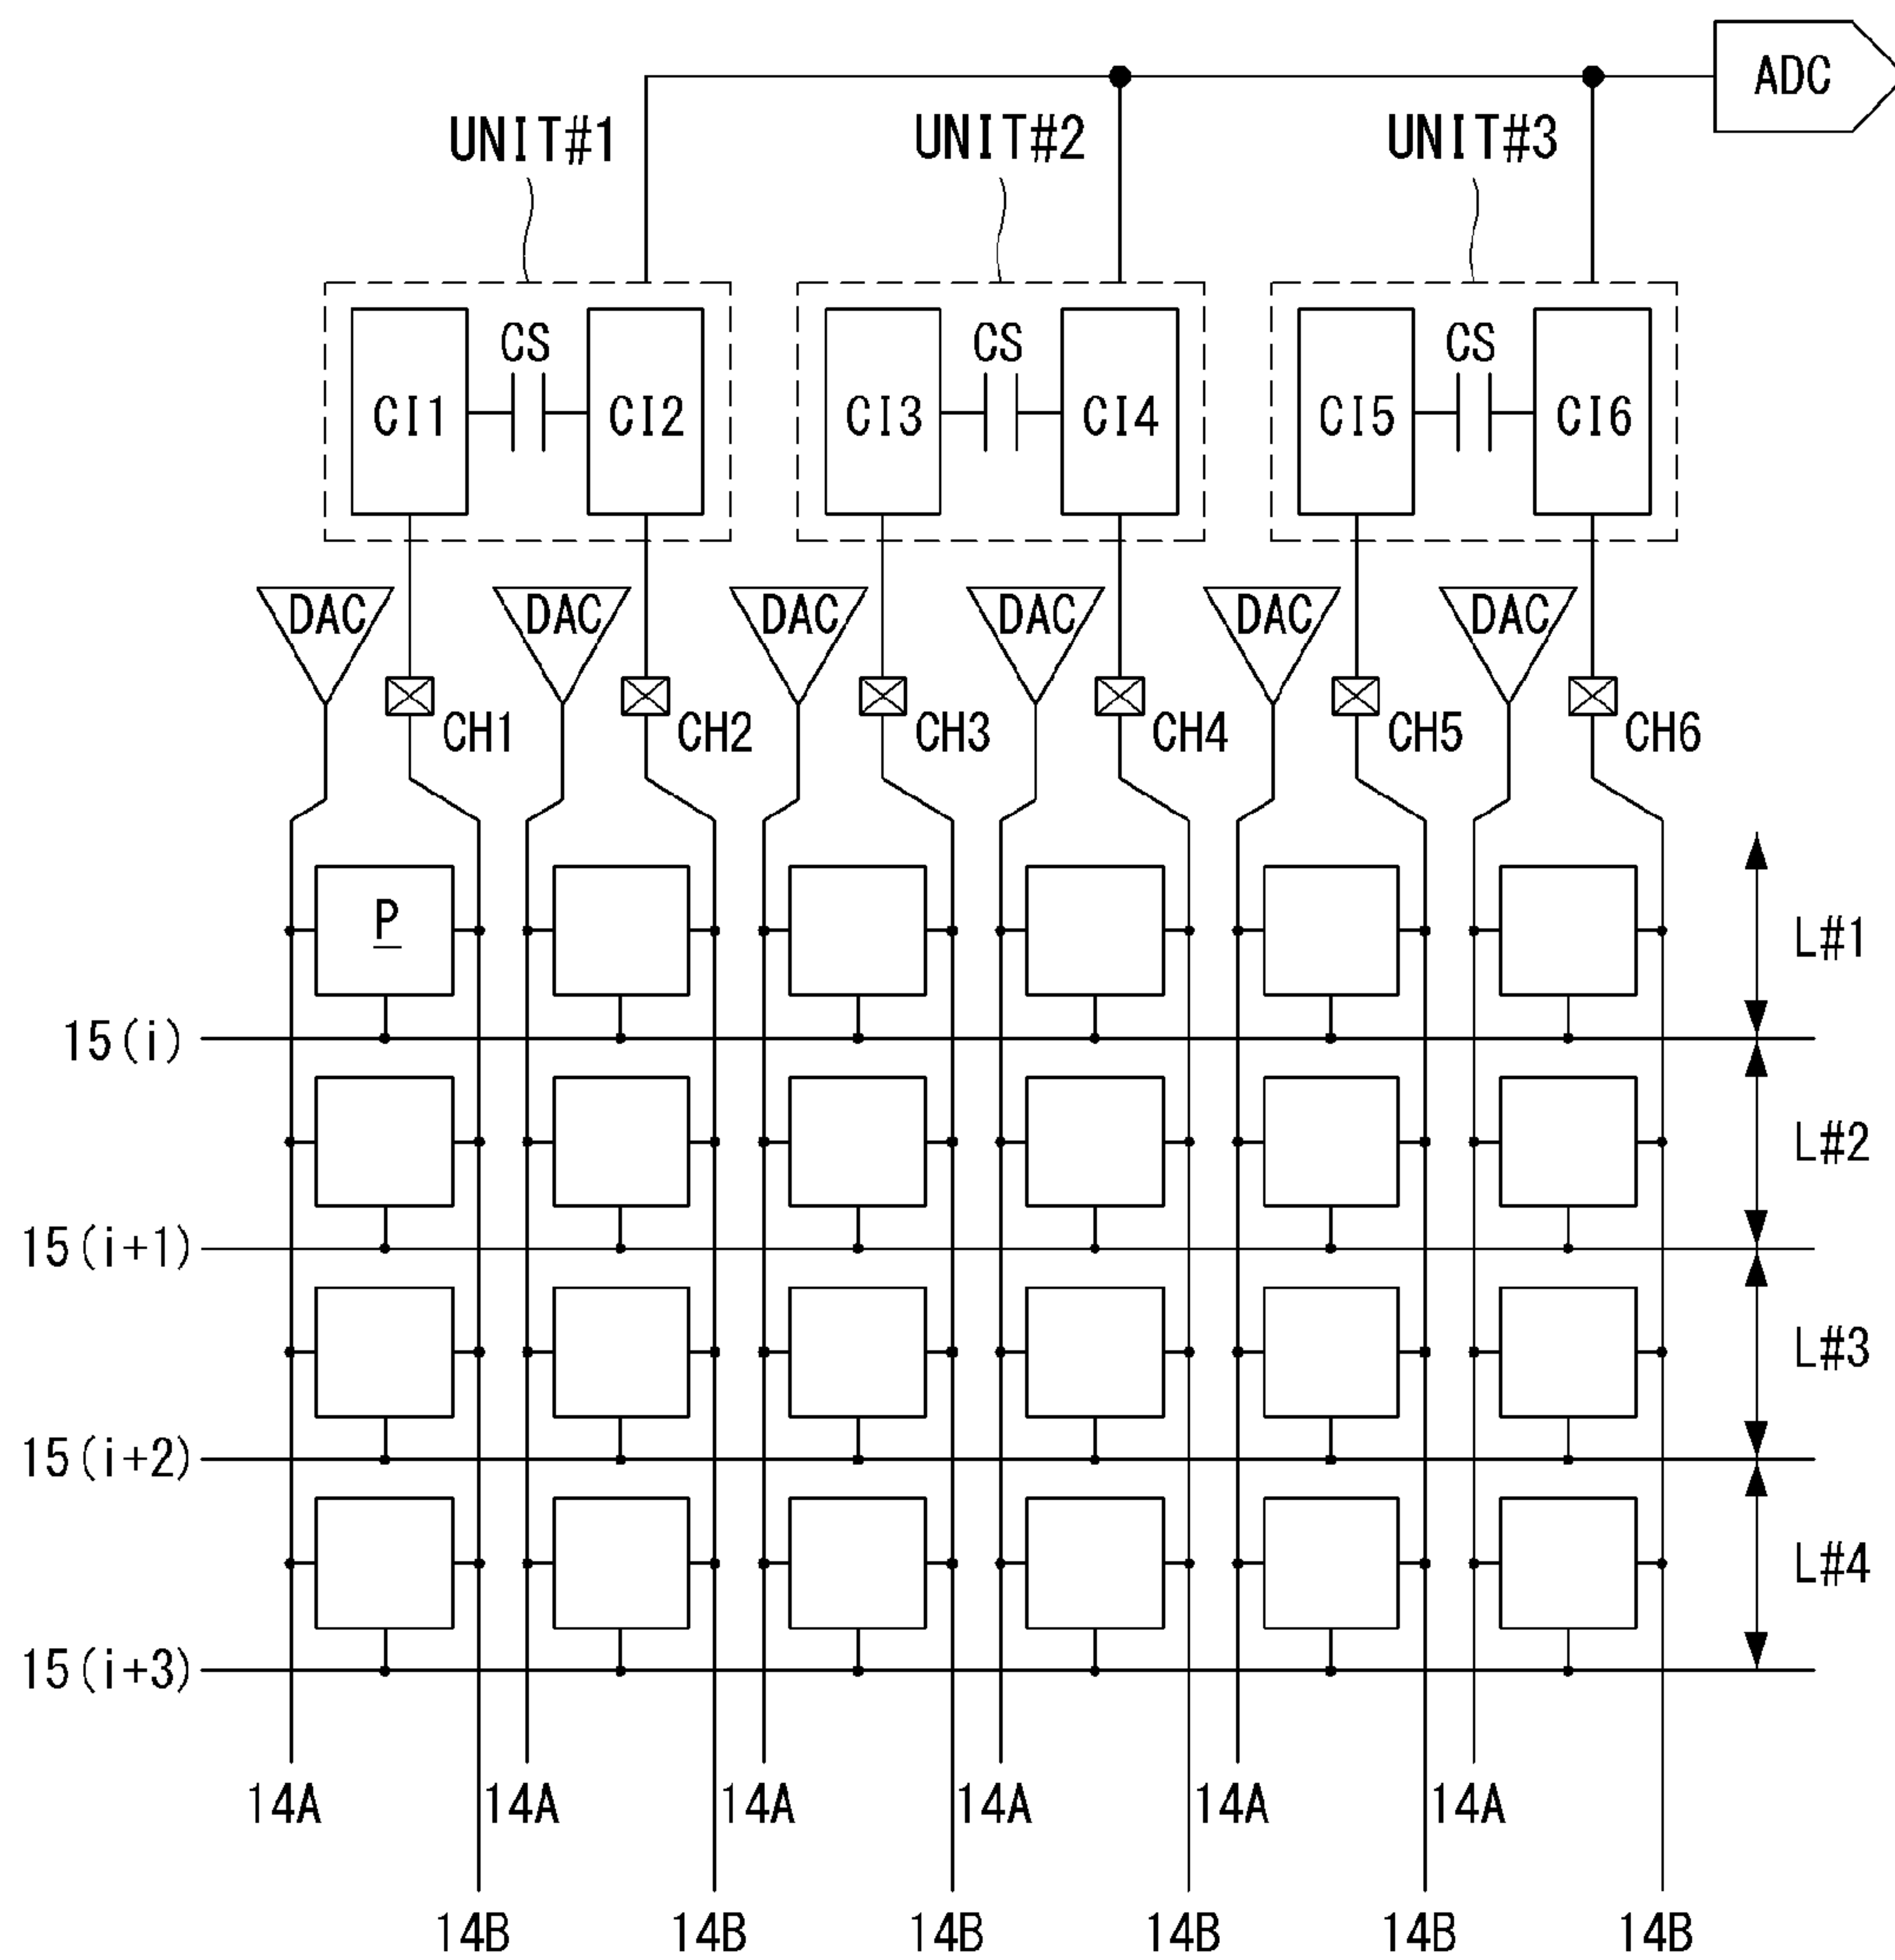 ADC
UNIT#1 UNIT#2 UNIT#3
CS CS CS
CI1 CI2 CI3 CI4 CI5 CI6
DAC DAC DAC DAC DAC DAC
CH1 CH2 CH3 CH4 CH5 CH6
P L#1
15(i)
L#2
15(i+1)
L#3
15(i+2)
L#4
15(i+3)
14A 14A 14A 14A 14A 14A
14B 14B 14B 14B 14B 14B